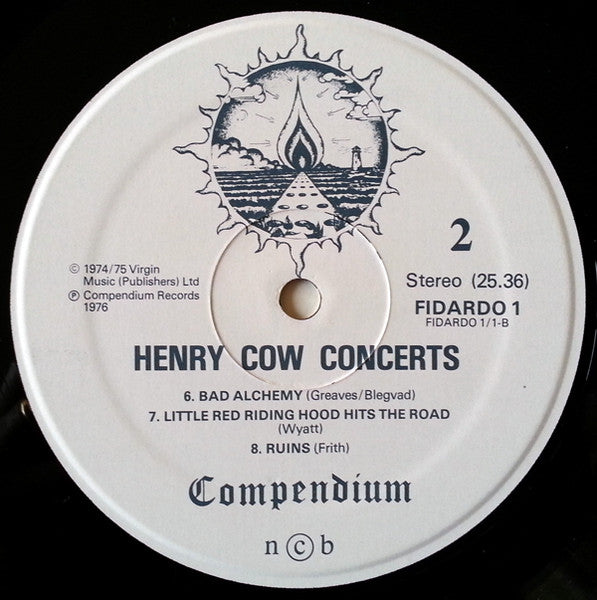 2
© 1974/75 Virgin
Music (Publishers) Ltd
℗ Compendium Records
1976
Stereo (25.36)
FIDARDO 1
FIDARDO 1/1-B
HENRY COW CONCERTS
6. BAD ALCHEMY (Greaves/Blegvad)
7. LITTLE RED RIDING HOOD HITS THE ROAD
(Wyatt)
8. RUINS (Frith)
Compendium
n ⓒ b